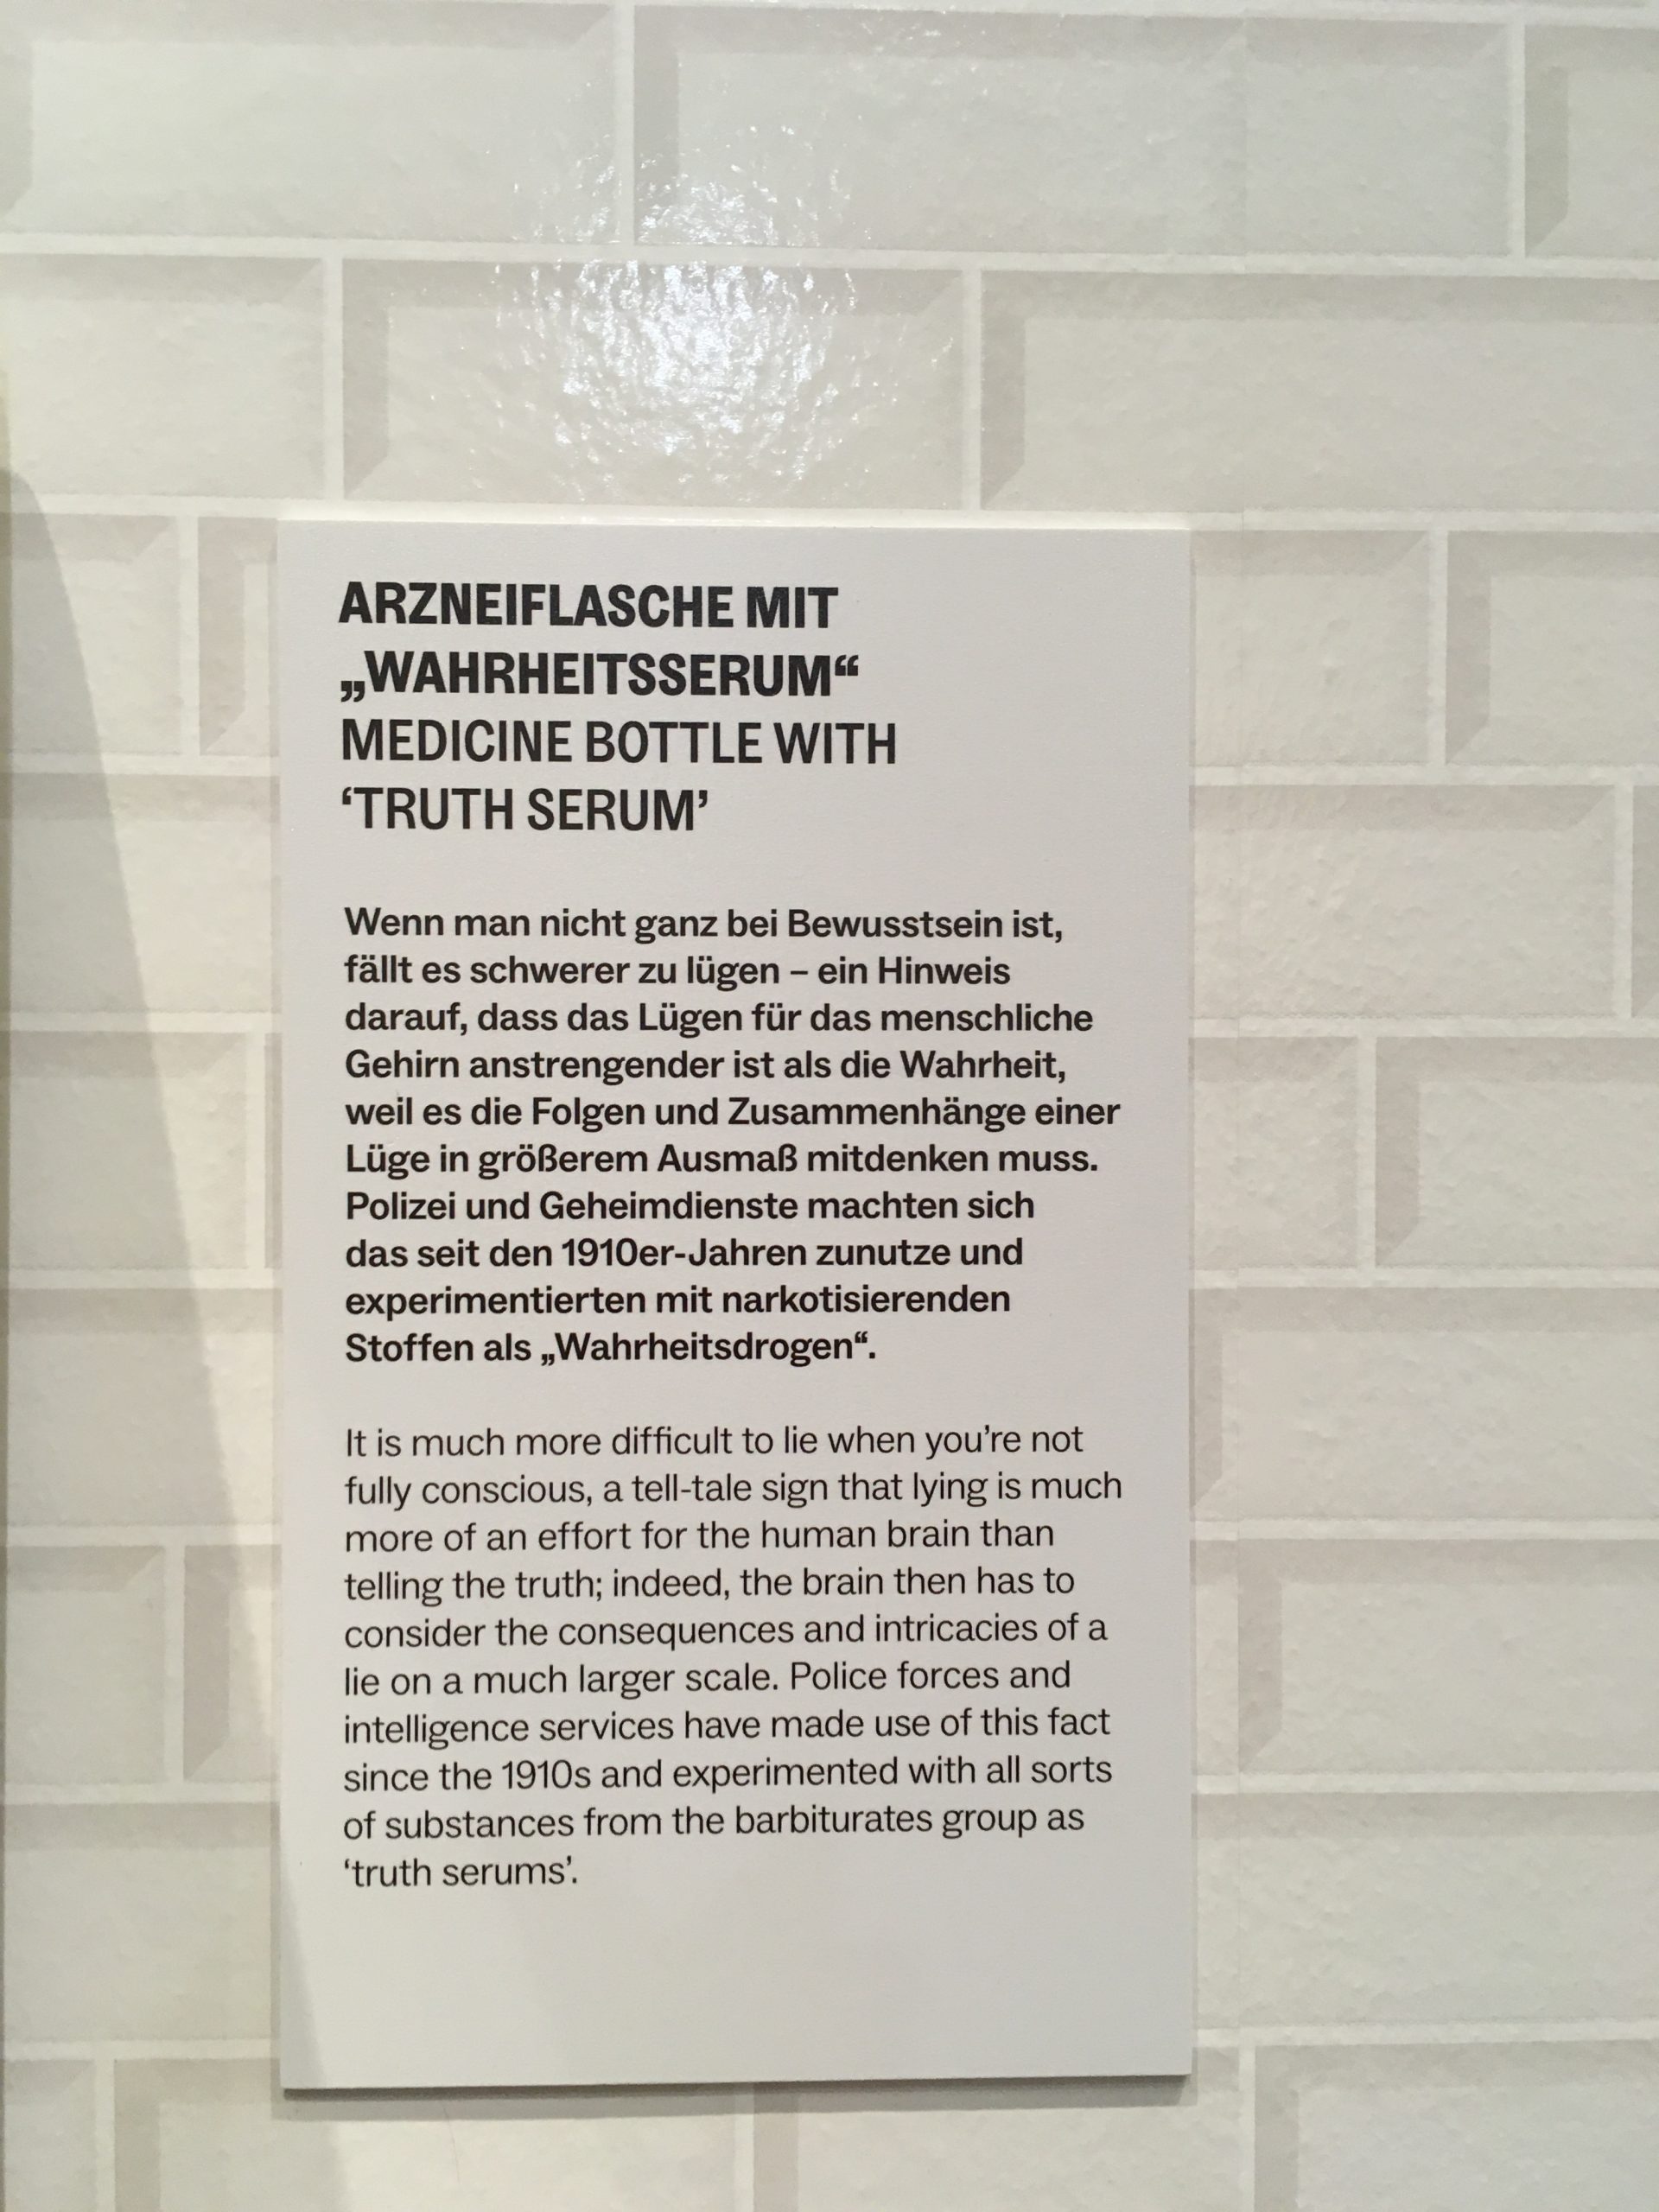 ARZNEIFLASCHE MIT
„WAHRHEITSSERUM“
MEDICINE BOTTLE WITH
‘TRUTH SERUM’
Wenn man nicht ganz bei Bewusstsein ist,
fällt es schwerer zu lügen – ein Hinweis
darauf, dass das Lügen für das menschliche
Gehirn anstrengender ist als die Wahrheit,
weil es die Folgen und Zusammenhänge einer
Lüge in größerem Ausmaß mitdenken muss.
Polizei und Geheimdienste machten sich
das seit den 1910er-Jahren zunutze und
experimentierten mit narkotisierenden
Stoffen als „Wahrheitsdrogen“.
It is much more difficult to lie when you’re not
fully conscious, a tell-tale sign that lying is much
more of an effort for the human brain than
telling the truth; indeed, the brain then has to
consider the consequences and intricacies of a
lie on a much larger scale. Police forces and
intelligence services have made use of this fact
since the 1910s and experimented with all sorts
of substances from the barbiturates group as
‘truth serums’.